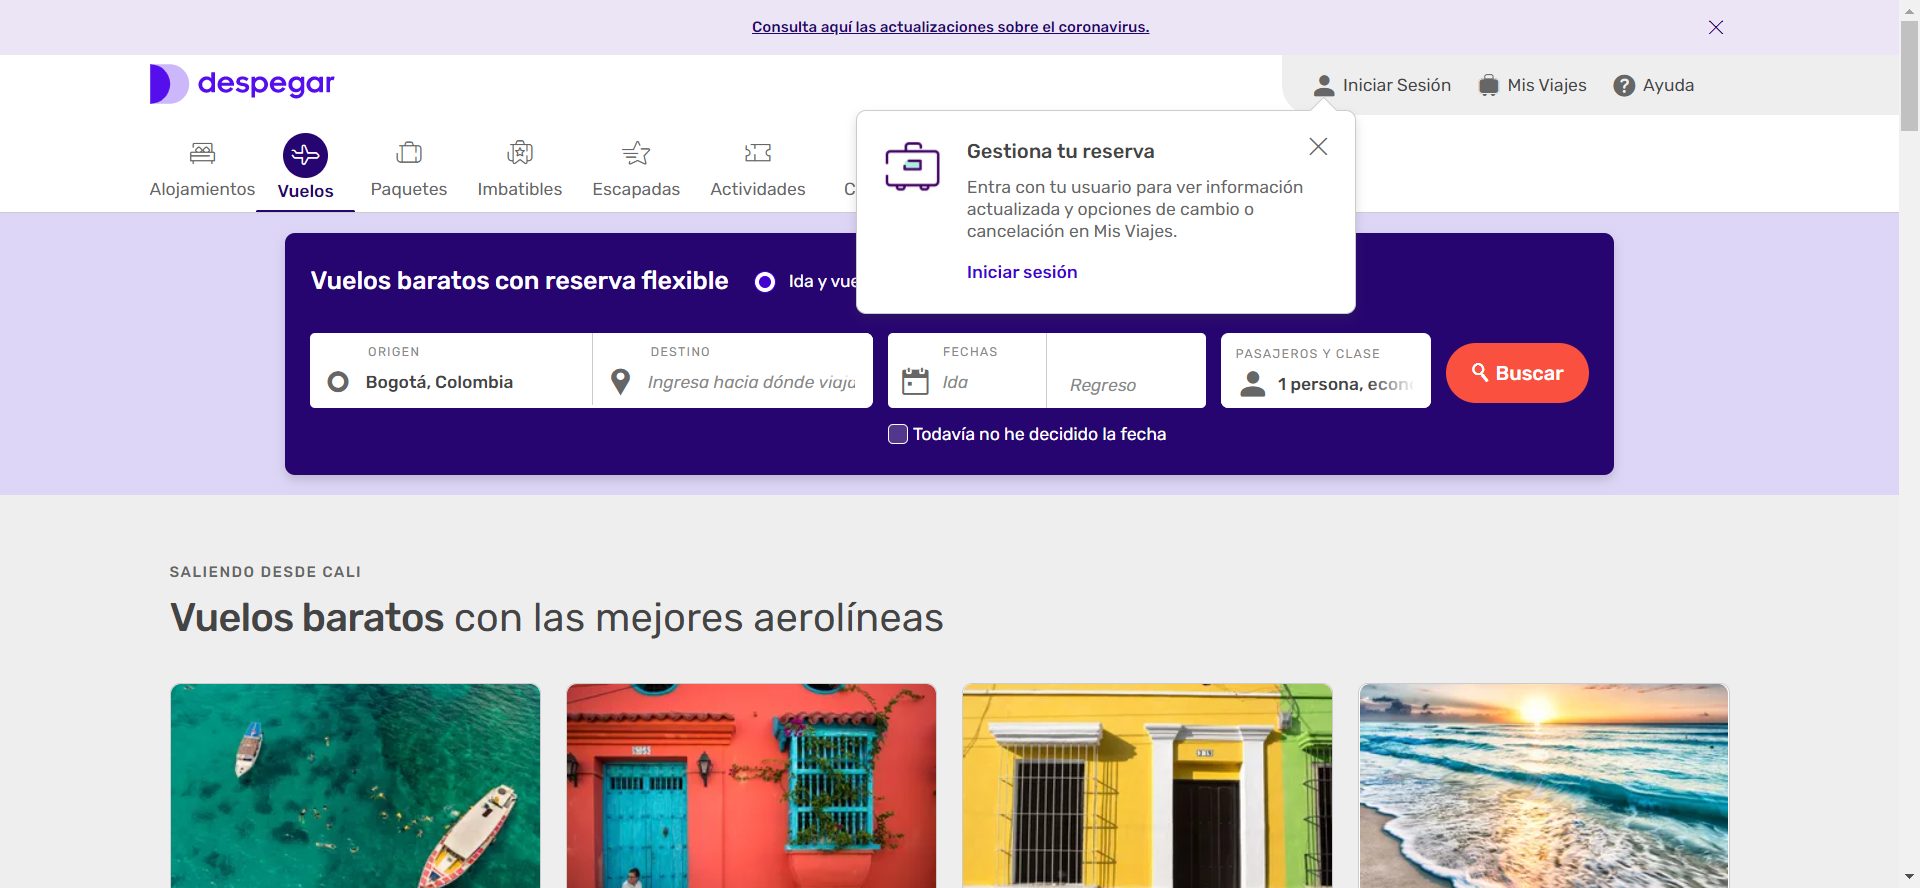 Consulta aquí las actualizaciones sobre el coronavirus.
despegar
Iniciar Sesión
Mis Viajes
Ayuda
Alojamientos
Vuelos
Paquetes
Imbatibles
Escapadas
Actividades
C
Gestiona tu reserva
Entra con tu usuario para ver información
actualizada y opciones de cambio o
cancelación en Mis Viajes.
Iniciar sesión
Vuelos baratos con reserva flexible
Ida y vue
ORIGEN
Bogotá, Colombia
DESTINO
Ingresa hacia dónde viaja
FECHAS
Ida
Regreso
PASAJEROS Y CLASE
1 persona, econ
Buscar
Todavía no he decidido la fecha
SALIENDO DESDE CALI
Vuelos baratos con las mejores aerolíneas